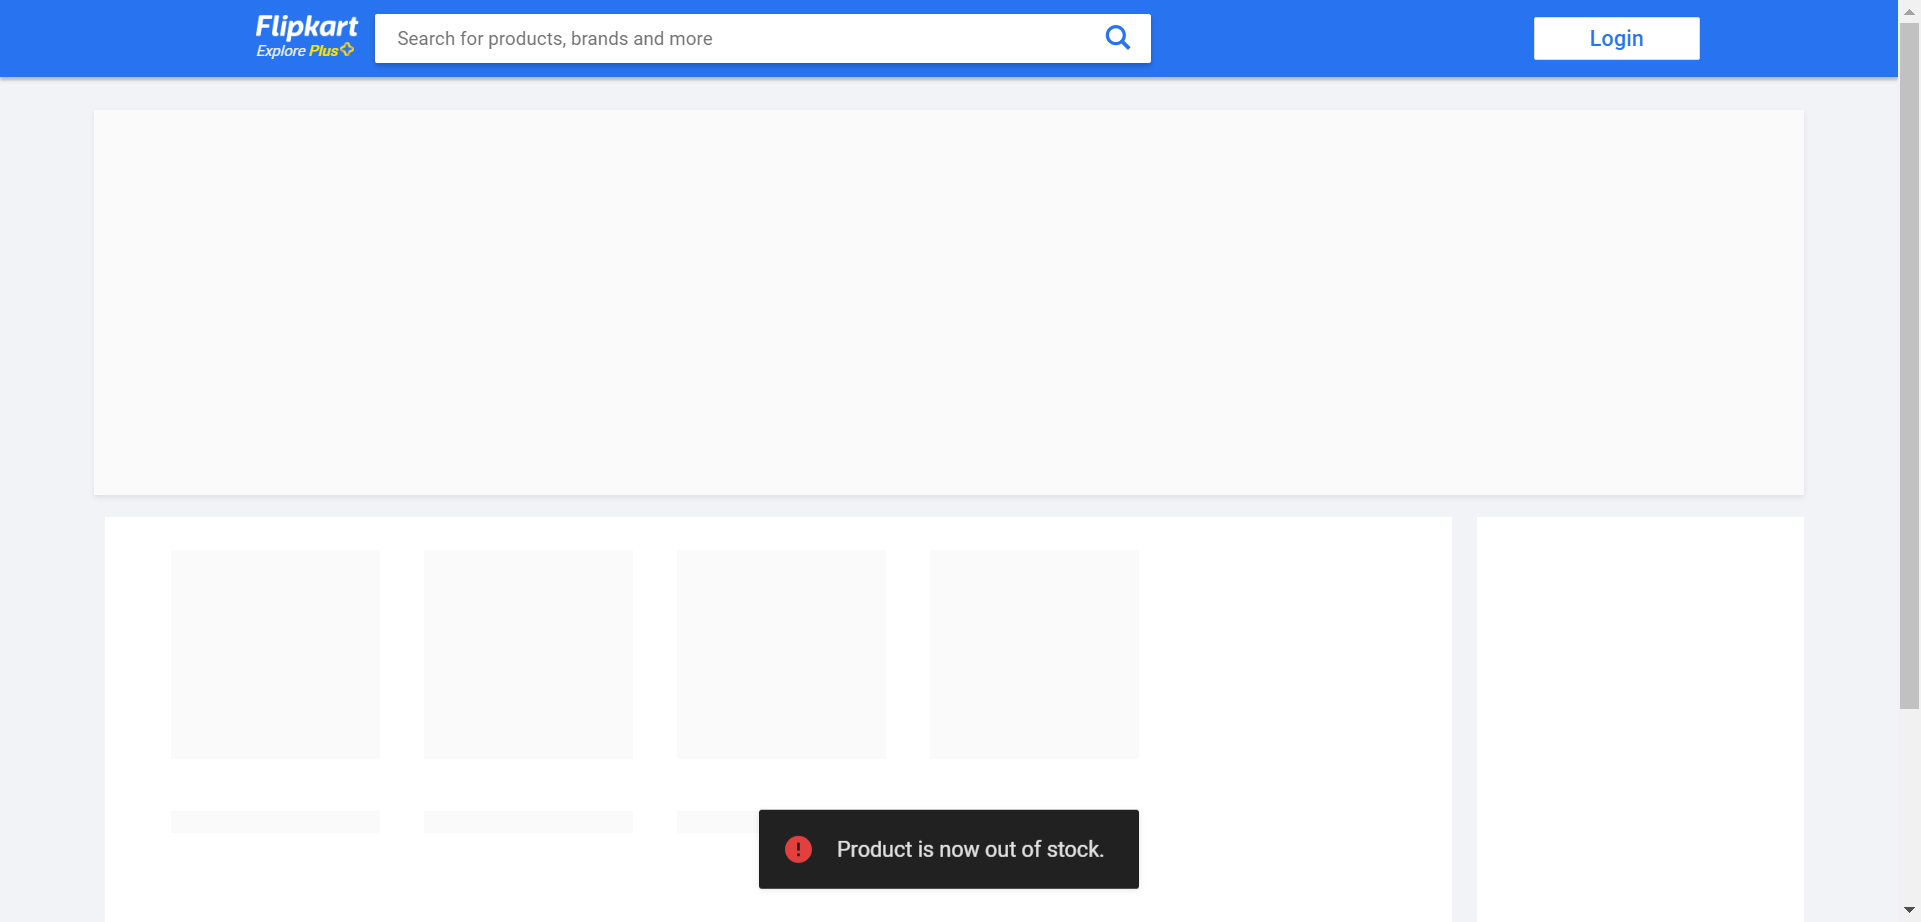 Flipkart
Explore Plus
Search for products, brands and more
Login
Product is now out of stock.